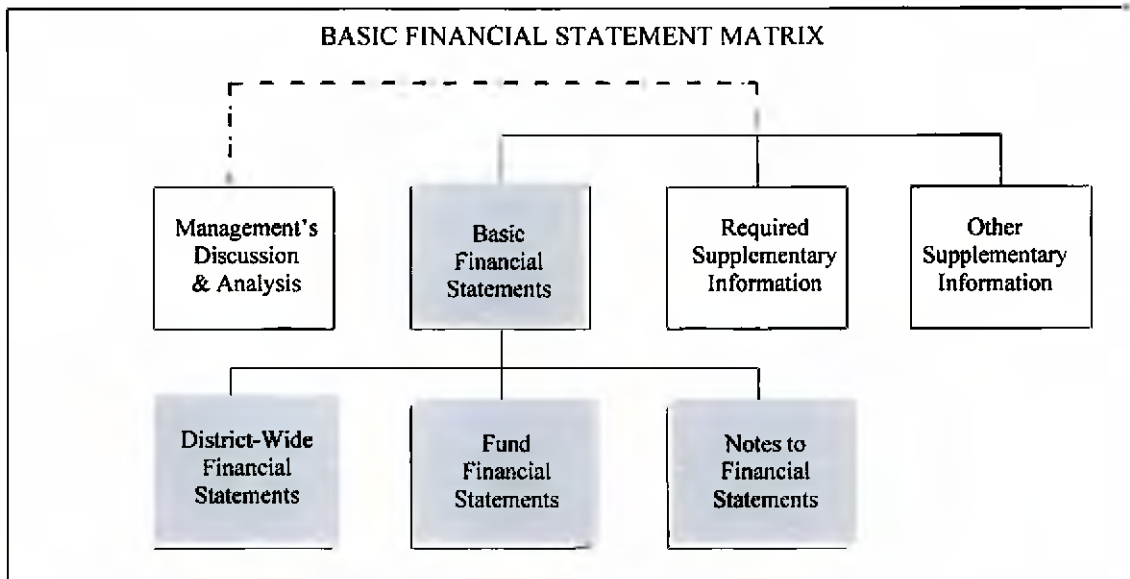 BASIC FINANCIAL STATEMENT MATRIX
Management's
Discussion
& Analysis
Basic
Financial
Statements
Required
Supplementary
Information
Other
Supplementary
Information
District-Wide
Financial
Statements
Fund
Financial
Statements
Notes to
Financial
Statements